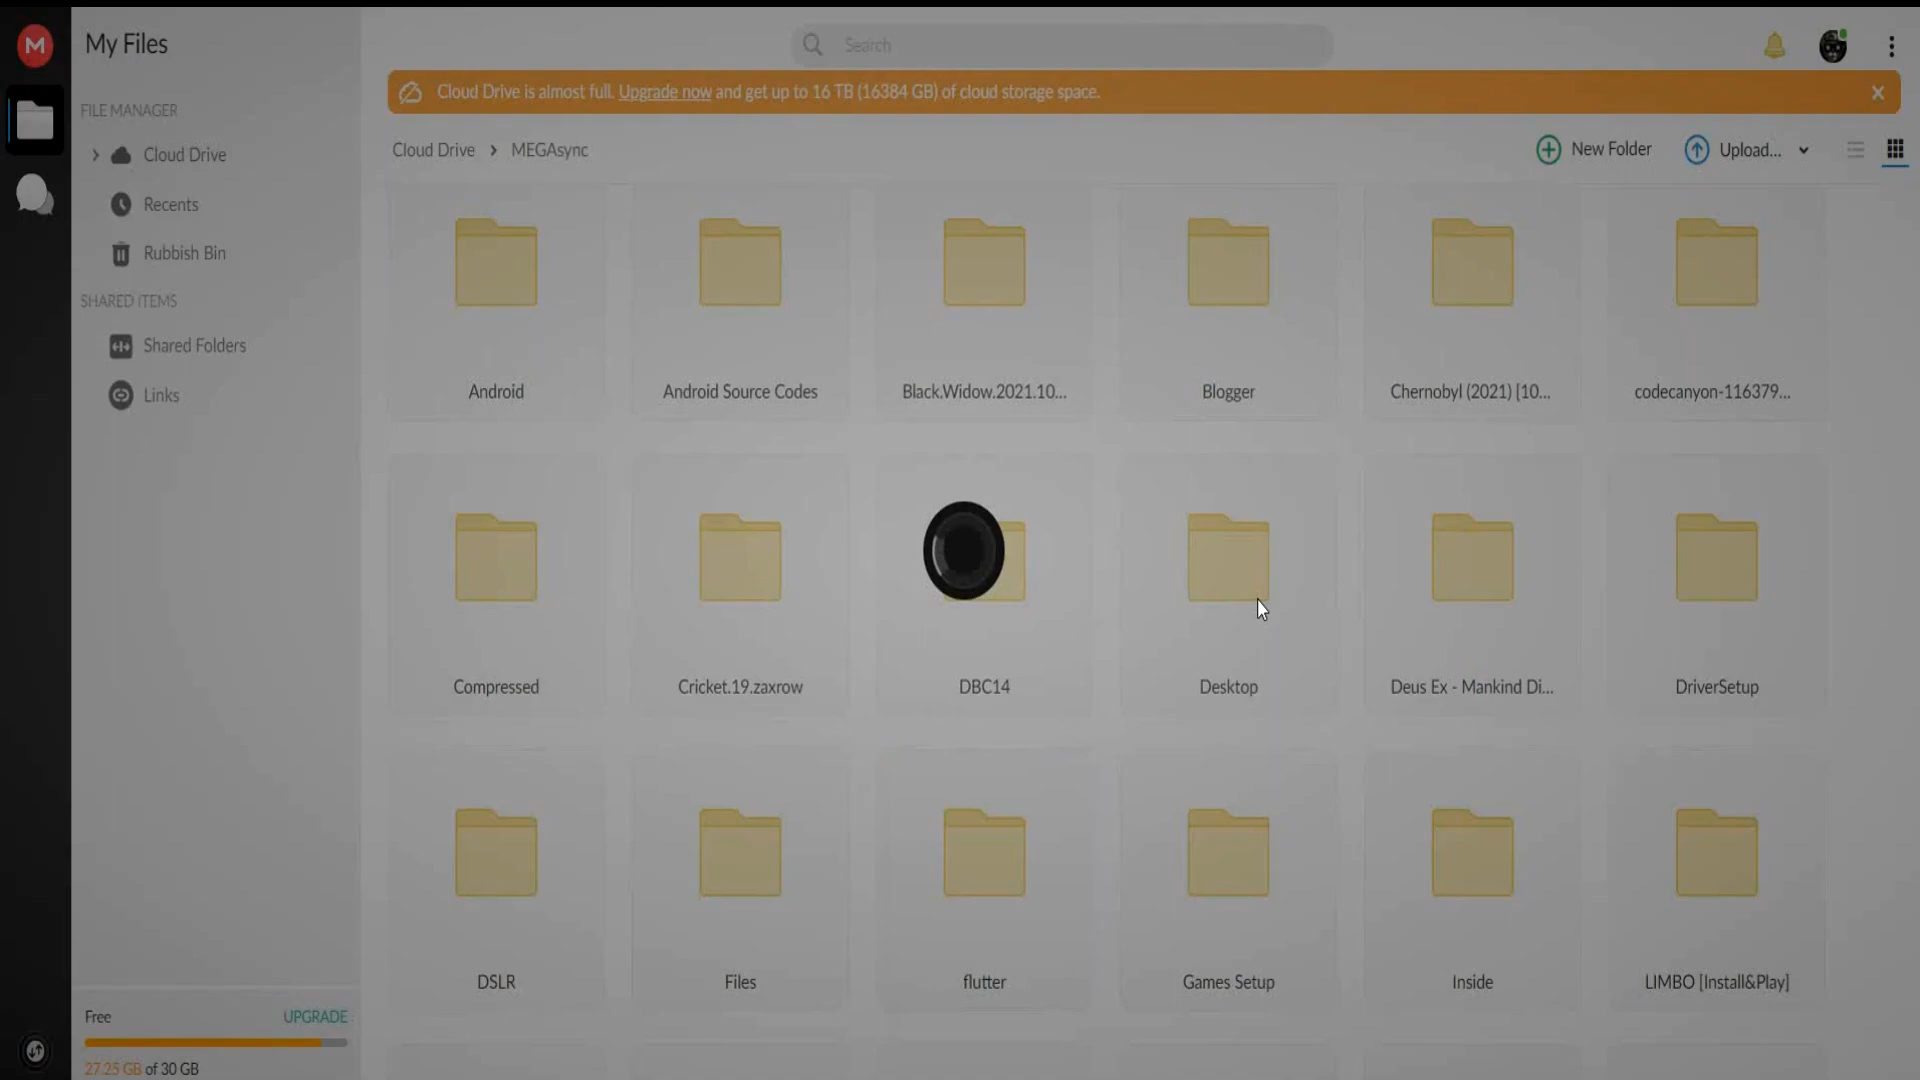 M
My Files
Search
Cloud Drive is almost full. Upgrade now and get up to 16 TB (16384 GB) of cloud storage space.
FILE MANAGER
Cloud Drive
Recents
Rubbish Bin
SHARED ITEMS
Shared Folders
Links
Cloud Drive > MEGAsync
New Folder
Upload...
Android
Android Source Codes
Black.Widow.2021.10...
Blogger
Chernobyl (2021) [10...
codecanyon-116379...
Compressed
Cricket.19.zaxrow
DBC14
Desktop
Deus Ex - Mankind Di...
DriverSetup
DSLR
Files
flutter
Games Setup
Inside
LIMBO [Install&Play]
Free
UPGRADE
27.25 GB of 30 GB